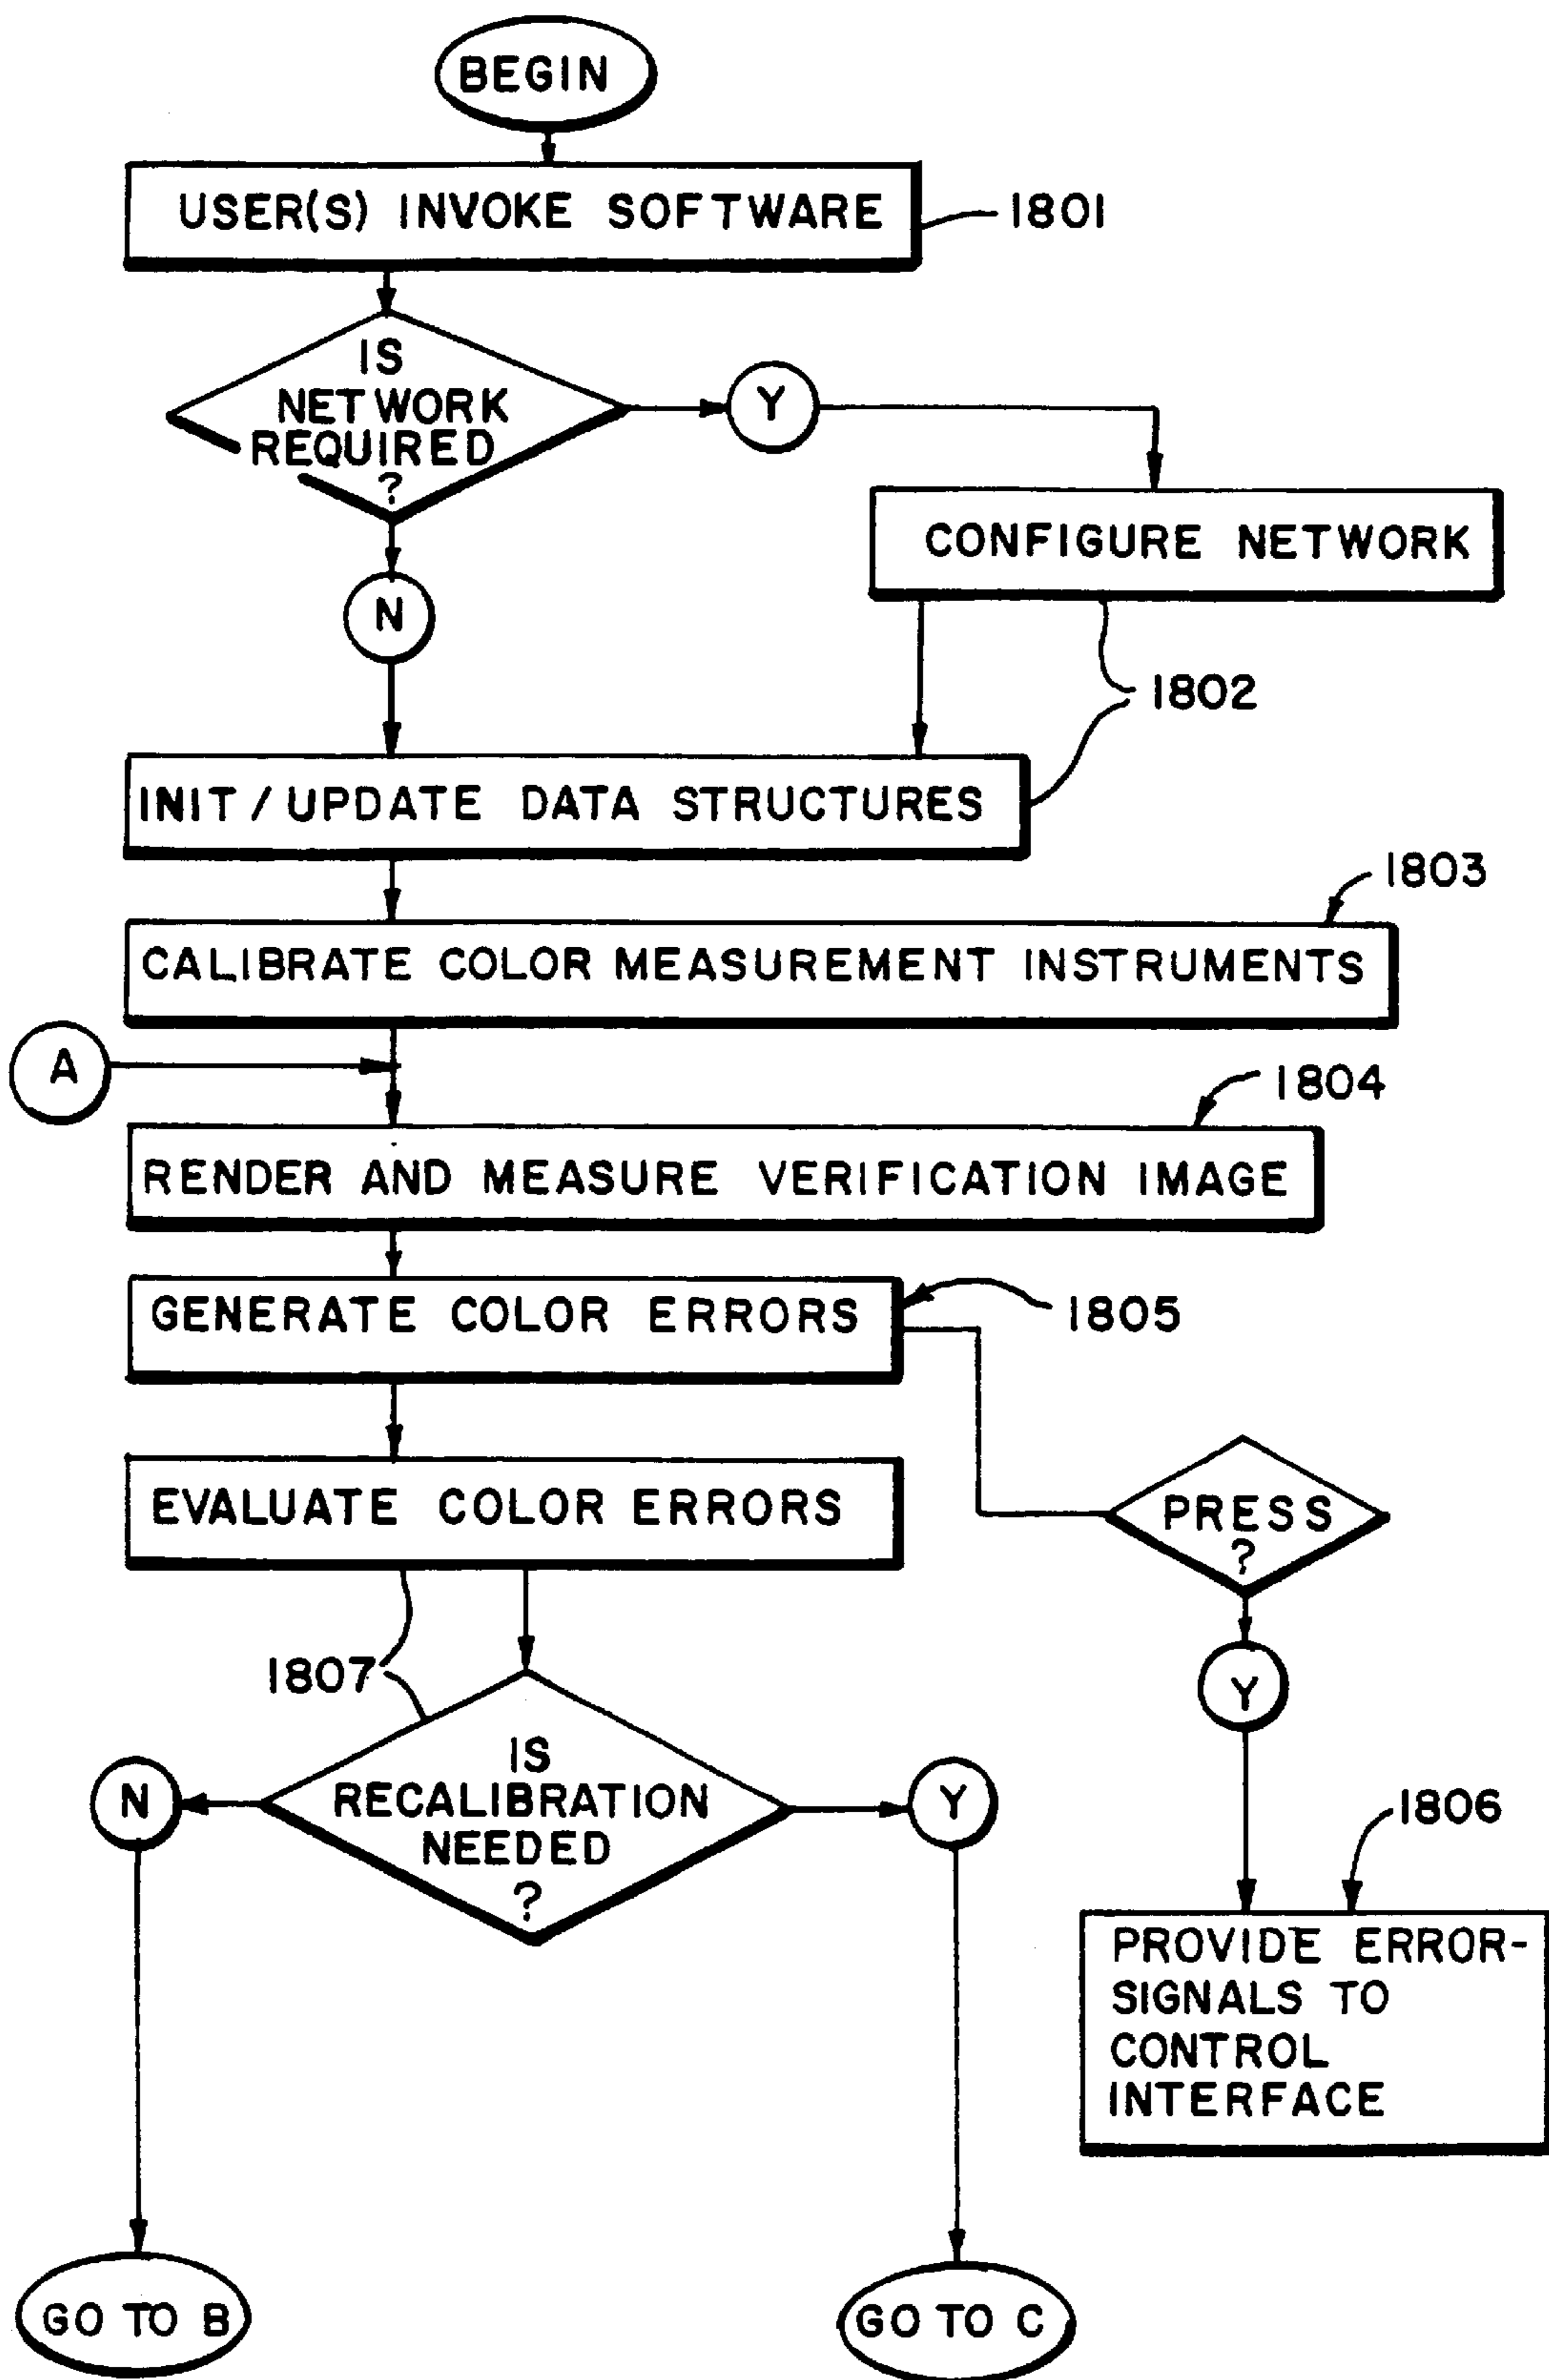 BEGIN
USER(S) INVOKE SOFTWARE
1801
IS
NETWORK
REQUIRED
?
Y
CONFIGURE NETWORK
N
1802
INIT / UPDATE DATA STRUCTURES
1803
CALIBRATE COLOR MEASUREMENT INSTRUMENTS
A
1804
RENDER AND MEASURE VERIFICATION IMAGE
GENERATE COLOR ERRORS
1805
EVALUATE COLOR ERRORS
PRESS
?
Y
1807
IS
RECALIBRATION
NEEDED
?
N
Y
1806
PROVIDE ERROR-
SIGNALS TO
CONTROL
INTERFACE
GO TO B
GO TO C